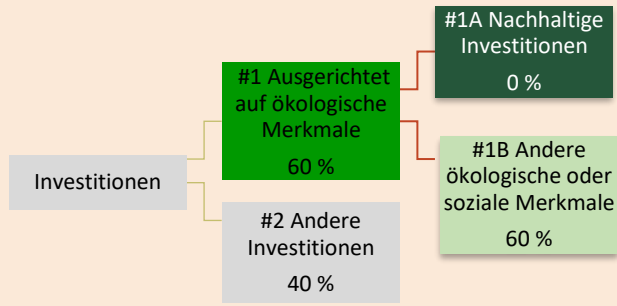 Investitionen
#1 Ausgerichtet
auf ökologische
Merkmale
60 %
#2 Andere
Investitionen
40 %
#1A Nachhaltige
Investitionen
0 %
#1B Andere
ökologische oder
soziale Merkmale
60 %